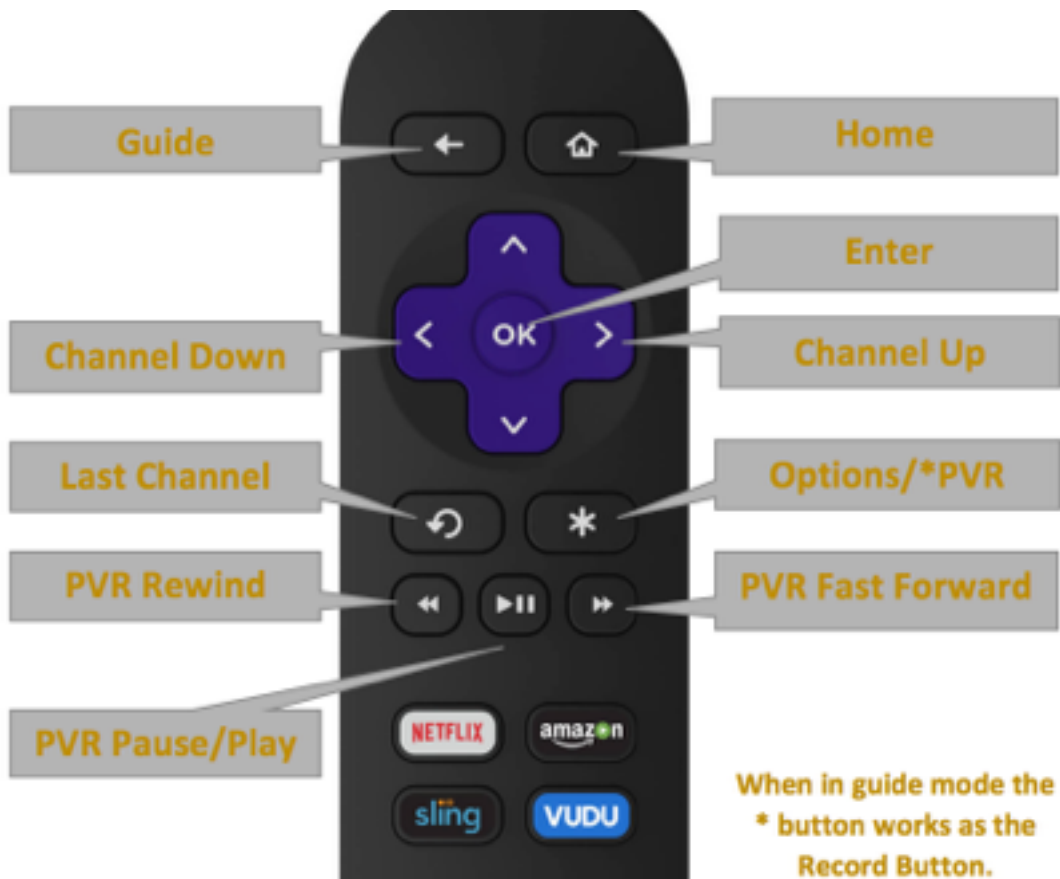 Guide
Home
Enter
OK
Channel Down
Channel Up
Last Channel
Options/*PVR
*
PVR Rewind
PVR Fast Forward
PVR Pause/Play
NETFLIX
amazon
sling
VUDU
When in guide mode the
* button works as the
Record Button.